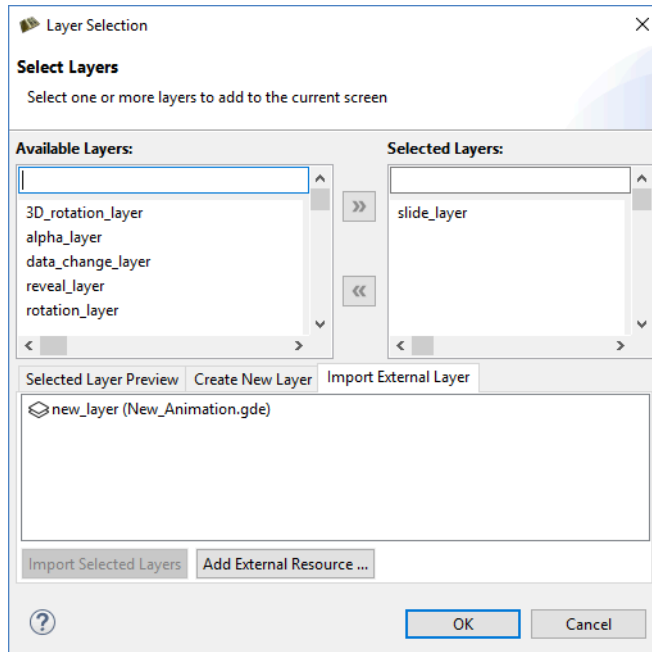 Layer Selection
Select Layers
Select one or more layers to add to the current screen
Available Layers:
Selected Layers:
3D_rotation_layer
alpha_layer
data_change_layer
reveal_layer
rotation_layer
slide_layer
Selected Layer Preview
Create New Layer
Import External Layer
new_layer (New_Animation.gde)
Import Selected Layers
Add External Resource ...
OK
Cancel